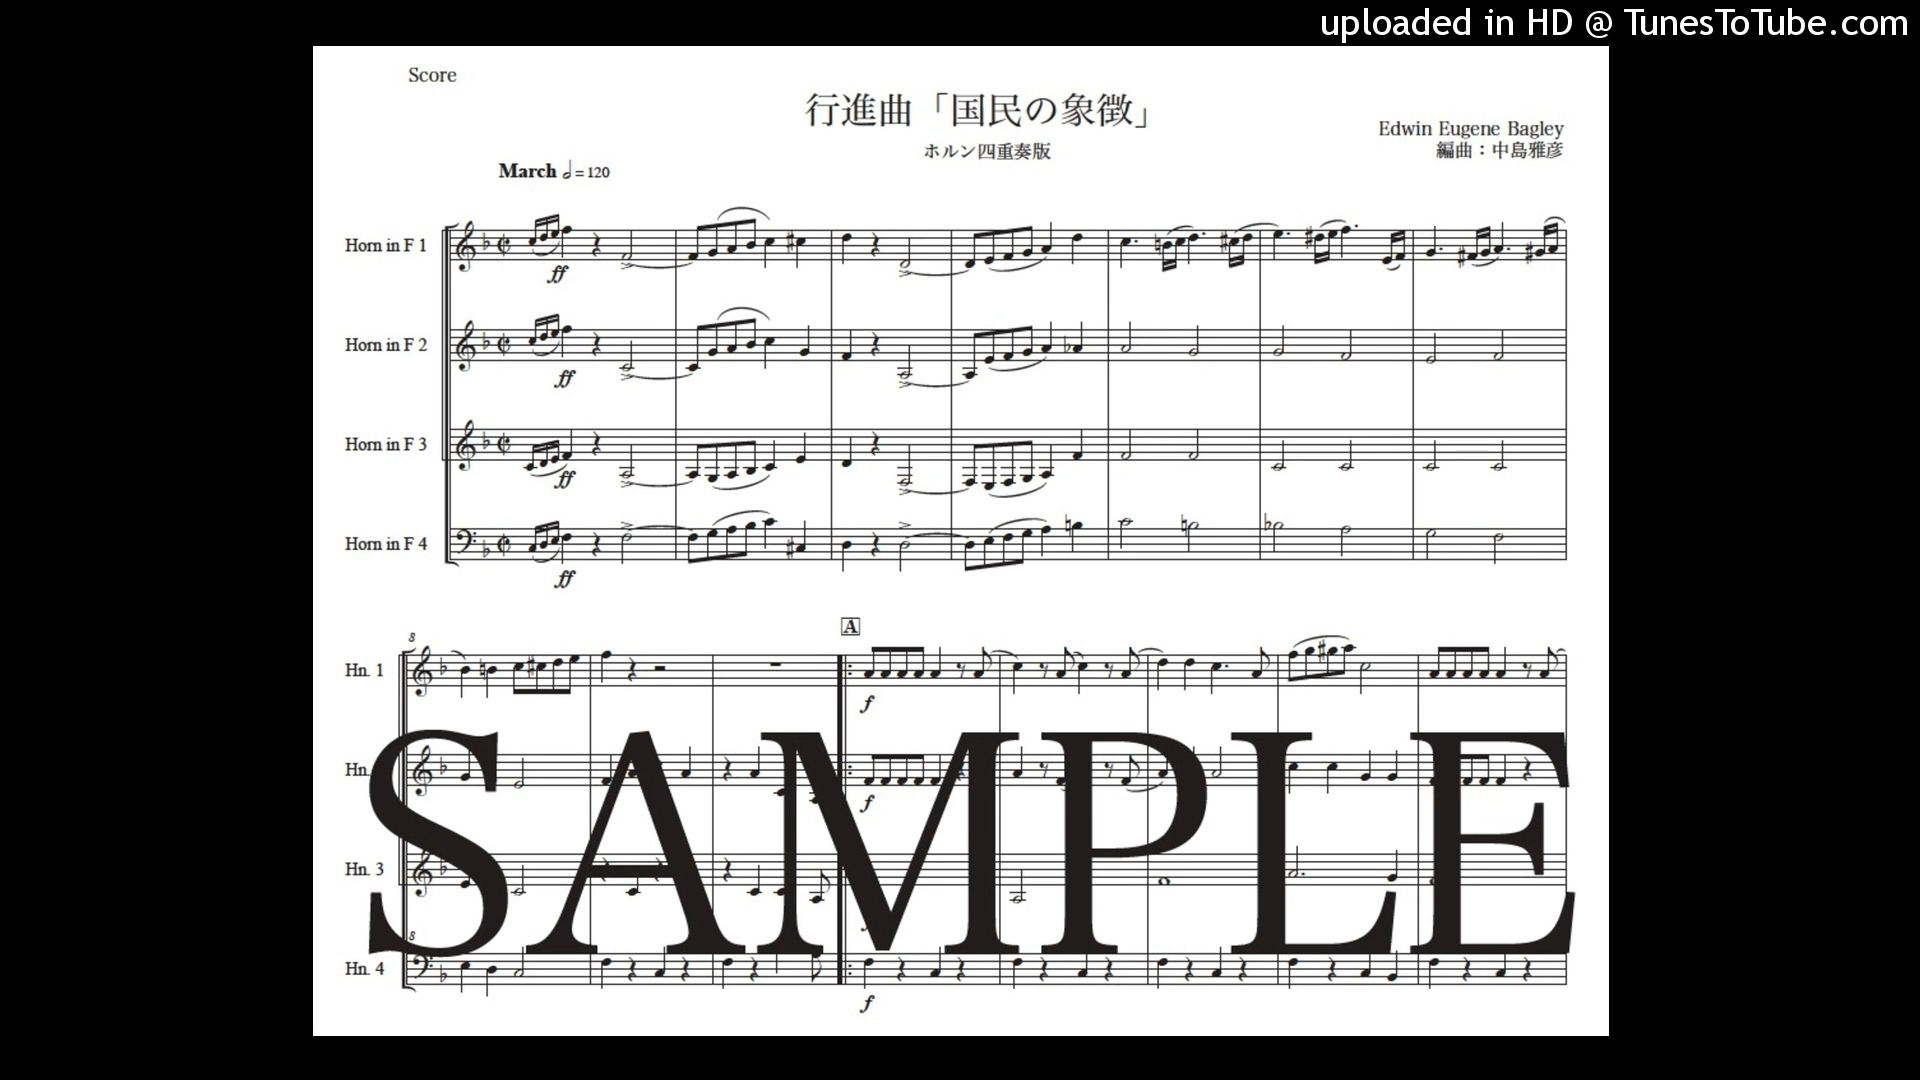 uploaded in HD @ TunesToTube.com
Score
行進曲「国民の象徴」
ホルン四重奏版
Edwin Eugene Bagley
編曲：中島雅彦
March 𝅗𝅥 = 120
Horn in F 1
ff
Horn in F 2
ff
Horn in F 3
ff
Horn in F 4
ff
8
A
Hn. 1
f
Hn.
f
Hn. 3
8
Hn. 4
f
SAMPLE